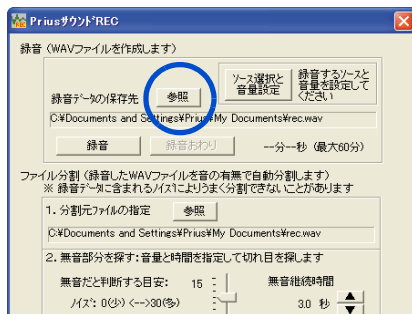 PriusｻｳﾝﾄﾞREC
録音（WAVファイルを作成します）
録音ﾃﾞｰﾀの保存先
参照
ソース選択と
音量設定
録音するソースと
音量を設定して
ください
C:¥Documents and Settings¥Prius¥My Documents¥rec.wav
録音
録音おわり
--分--秒（最大60分）
ファイル分割（録音したWAVファイルを音の有無で自動分割します）
※ 録音ﾃﾞｰﾀに含まれるﾉｲｽﾞによりうまく分割できないことがあります
1. 分割元ﾌｧｲﾙの指定
参照
C:¥Documents and Settings¥Prius¥My Documents¥rec.wav
2. 無音部分を探す：音量と時間を指定して切れ目を探します
無音だと判断する目安： 15
無音継続時間
ﾉｲｽﾞ： 0(少) <-->30(多)
3.0 秒